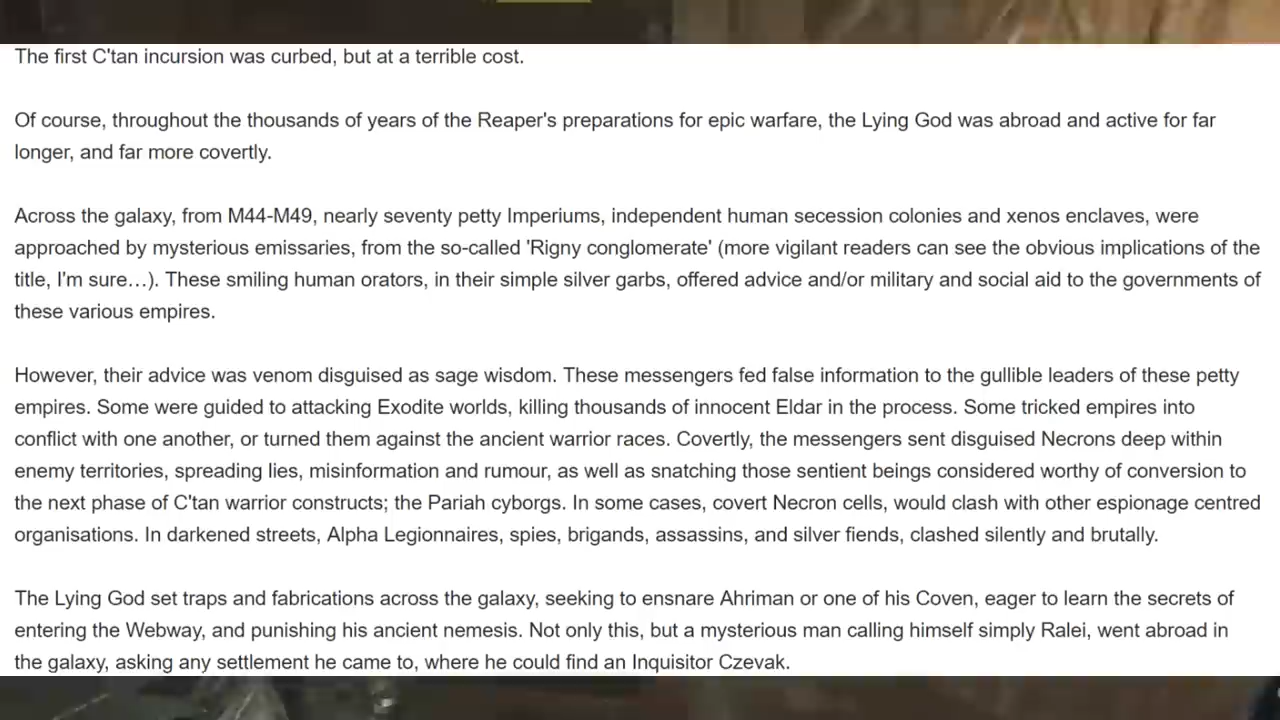 The first C'tan incursion was curbed, but at a terrible cost.
Of course, throughout the thousands of years of the Reaper's preparations for epic warfare, the Lying God was abroad and active for far
longer, and far more covertly.
Across the galaxy, from M44-M49, nearly seventy petty Imperiums, independent human secession colonies and xenos enclaves, were
approached by mysterious emissaries, from the so-called 'Rigny conglomerate' (more vigilant readers can see the obvious implications of the
title, I'm sure…). These smiling human orators, in their simple silver garbs, offered advice and/or military and social aid to the governments of
these various empires.
However, their advice was venom disguised as sage wisdom. These messengers fed false information to the gullible leaders of these petty
empires. Some were guided to attacking Exodite worlds, killing thousands of innocent Eldar in the process. Some tricked empires into
conflict with one another, or turned them against the ancient warrior races. Covertly, the messengers sent disguised Necrons deep within
enemy territories, spreading lies, misinformation and rumour, as well as snatching those sentient beings considered worthy of conversion to
the next phase of C'tan warrior constructs; the Pariah cyborgs. In some cases, covert Necron cells, would clash with other espionage centred
organisations. In darkened streets, Alpha Legionnaires, spies, brigands, assassins, and silver fiends, clashed silently and brutally.
The Lying God set traps and fabrications across the galaxy, seeking to ensnare Ahriman or one of his Coven, eager to learn the secrets of
entering the Webway, and punishing his ancient nemesis. Not only this, but a mysterious man calling himself simply Ralei, went abroad in
the galaxy, asking any settlement he came to, where he could find an Inquisitor Czevak.